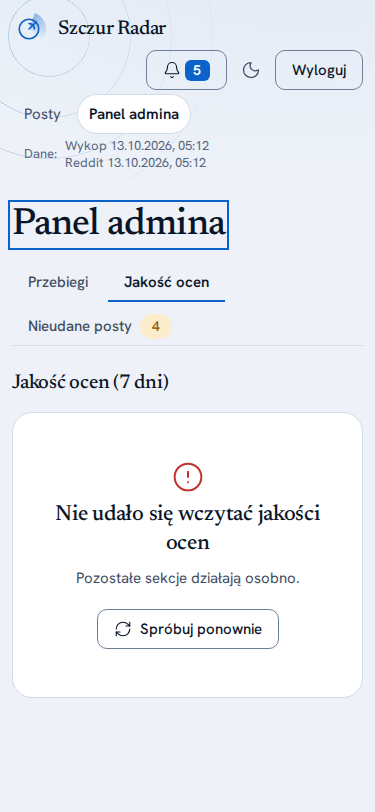 Szczur Radar
5
Wyloguj
Posty
Panel admina
Dane:
Wykop 13.10.2026, 05:12
Reddit 13.10.2026, 05:12
Panel admina
Przebiegi
Jakość ocen
Nieudane posty
4
Jakość ocen (7 dni)
Nie udało się wczytać jakości
ocen
Pozostałe sekcje działają osobno.
Spróbuj ponownie